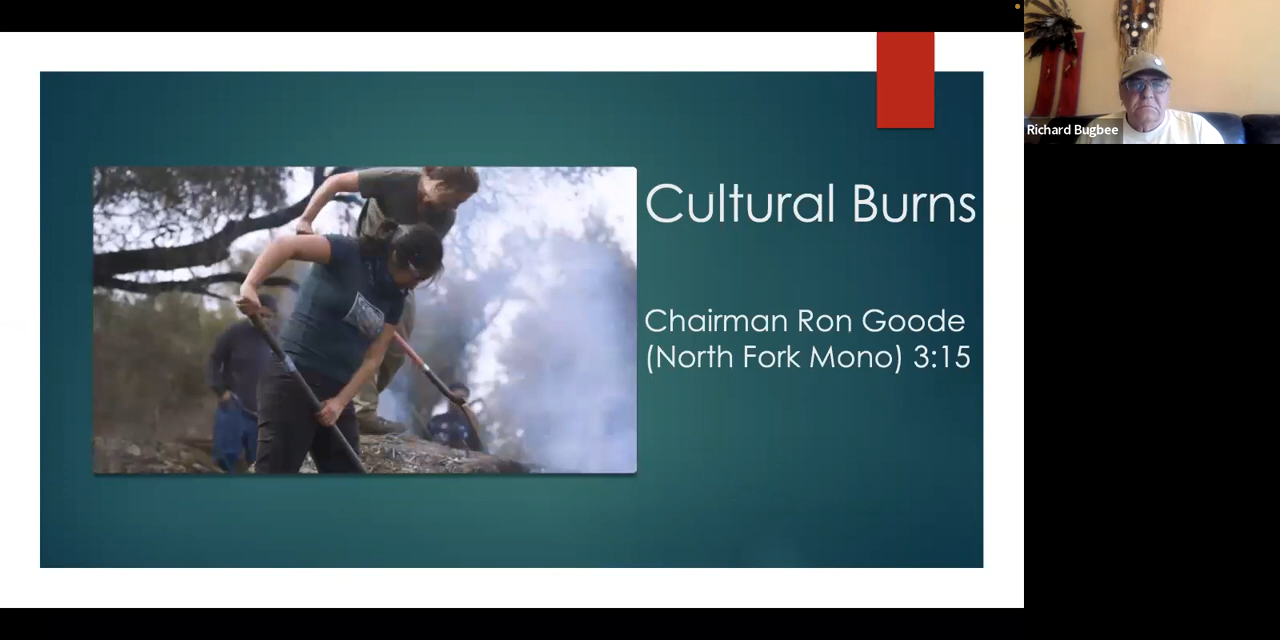 Cultural Burns
Chairman Ron Goode
(North Fork Mono) 3:15
Richard Bugbee